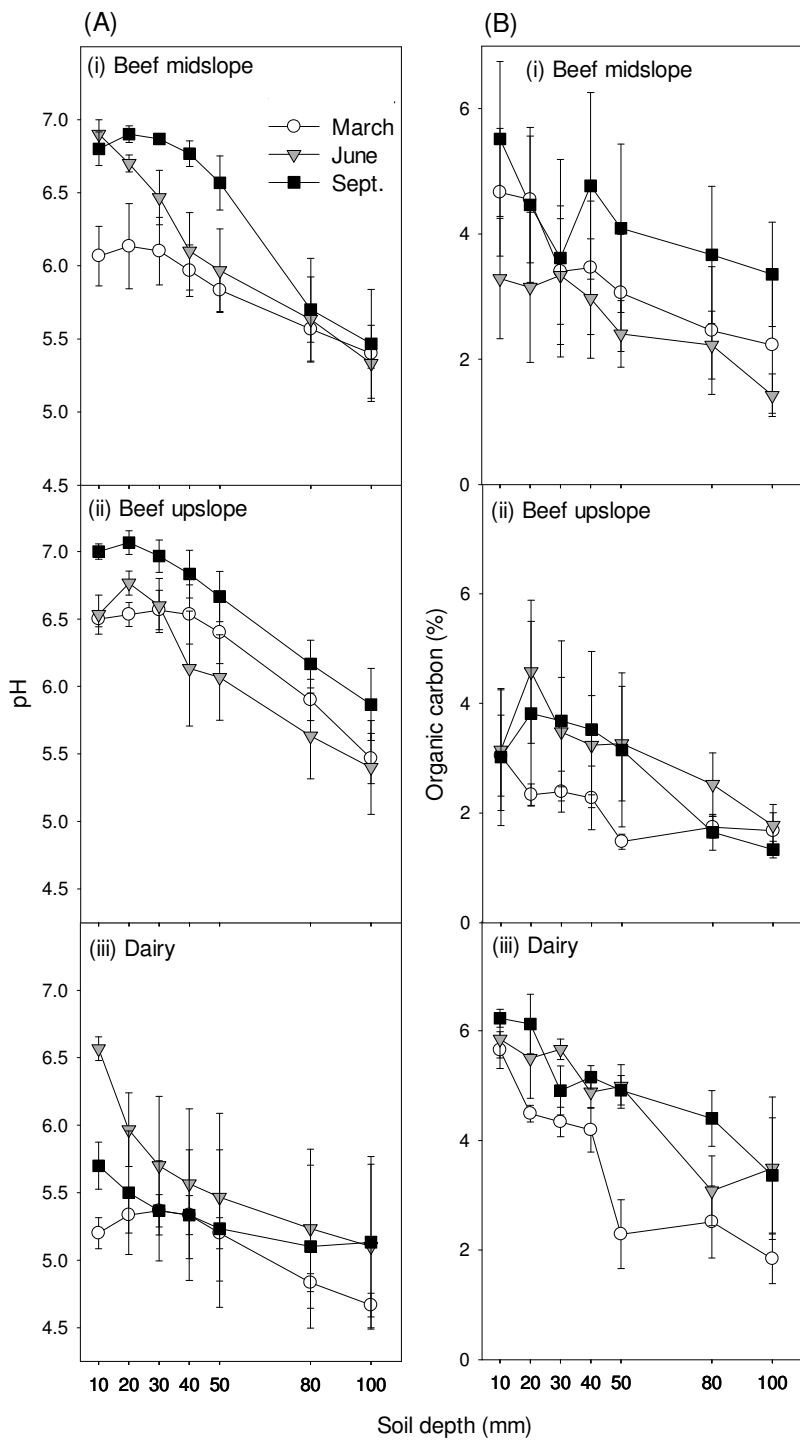 (A)
(i) Beef midslope
March
June
Sept.
7.0
6.5
6.0
5.5
5.0
4.5
(ii) Beef upslope
7.0
6.5
6.0
5.5
5.0
4.5
pH
(iii) Dairy
7.0
6.5
6.0
5.5
5.0
4.5
10 20 30 40 50 80 100
(B)
(i) Beef midslope
6
4
2
0
(ii) Beef upslope
6
4
2
0
Organic carbon (%)
(iii) Dairy
6
4
2
0
10 20 30 40 50 80 100
Soil depth (mm)